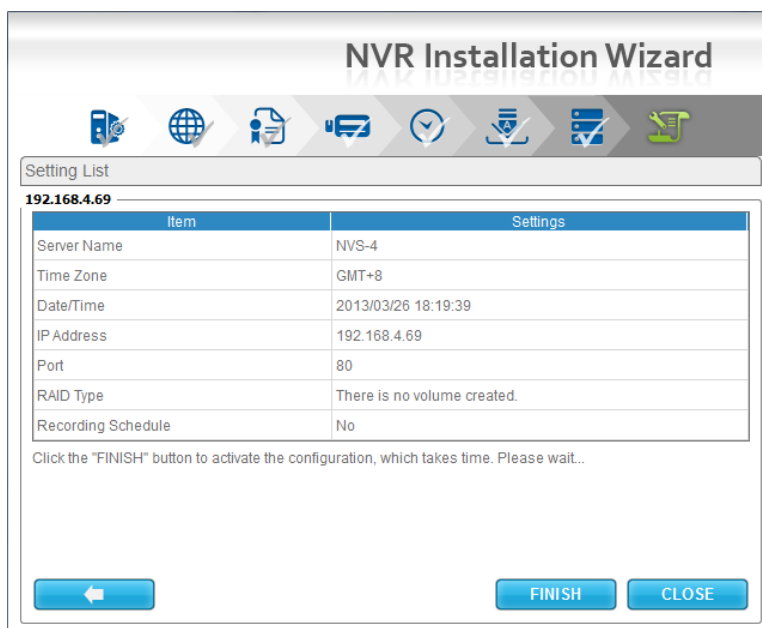 NVR Installation Wizard
Setting List
192.168.4.69
Item Settings
Server Name NVS-4
Time Zone GMT+8
Date/Time 2013/03/26 18:19:39
IP Address 192.168.4.69
Port 80
RAID Type There is no volume created.
Recording Schedule No
Click the "FINISH" button to activate the configuration, which takes time. Please wait...
FINISH CLOSE